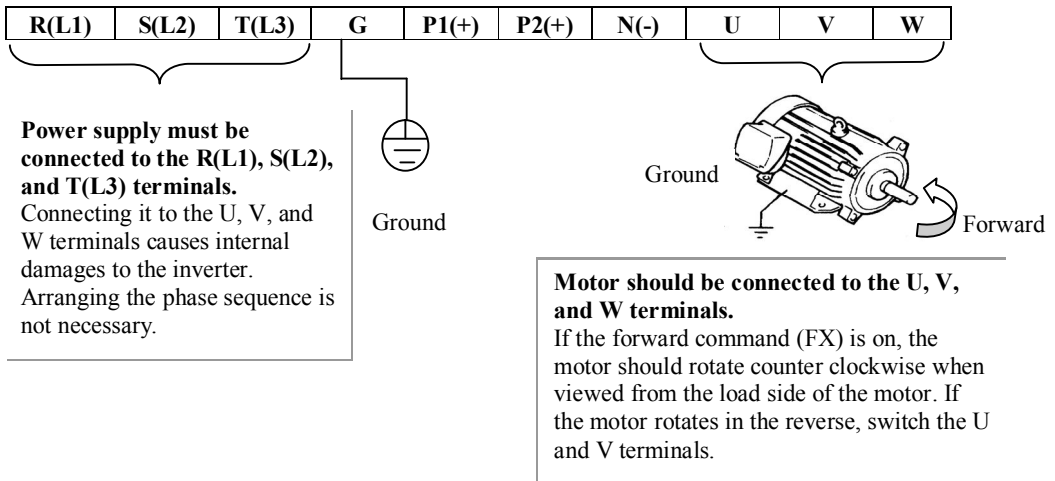 R(L1) S(L2) T(L3) G P1(+) P2(+) N(-) U V W
Power supply must be
connected to the R(L1), S(L2),
and T(L3) terminals.
Connecting it to the U, V, and
W terminals causes internal
damages to the inverter.
Arranging the phase sequence is
not necessary.
Ground
Ground
Forward
Motor should be connected to the U, V,
and W terminals.
If the forward command (FX) is on, the
motor should rotate counter clockwise when
viewed from the load side of the motor. If
the motor rotates in the reverse, switch the U
and V terminals.